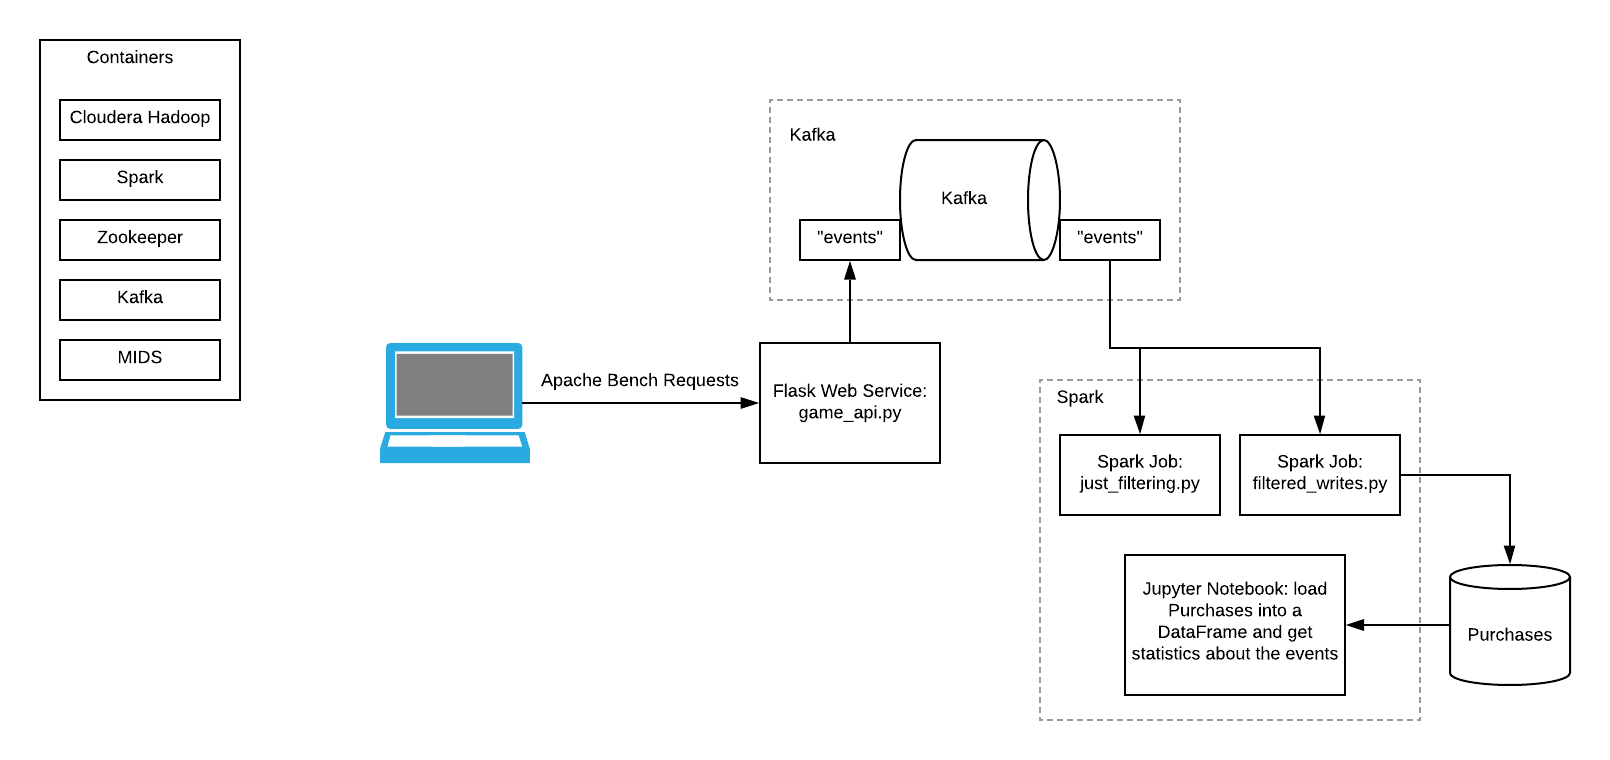 Containers
Cloudera Hadoop
Spark
Zookeeper
Kafka
MIDS
Kafka
Kafka
"events"
"events"
Apache Bench Requests
Flask Web Service:
game_api.py
Spark
Spark Job:
just_filtering.py
Spark Job:
filtered_writes.py
Jupyter Notebook: load
Purchases into a
DataFrame and get
statistics about the events
Purchases